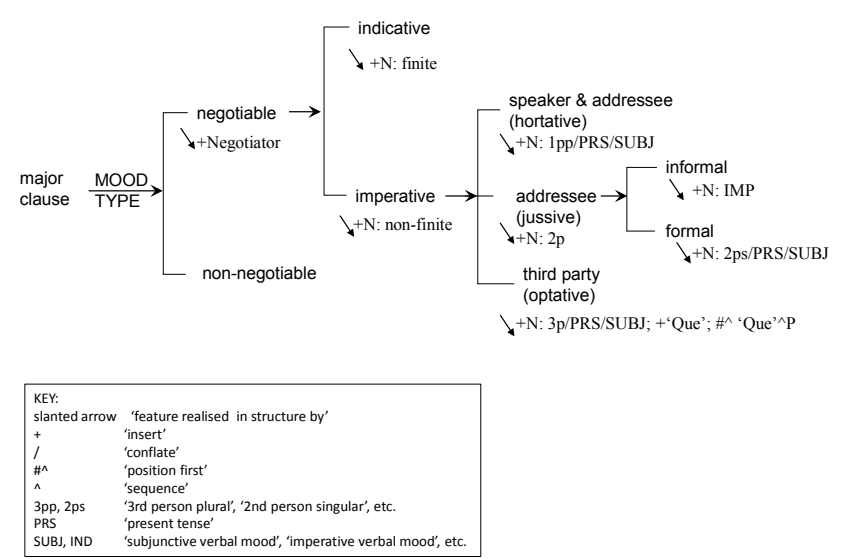 indicative
+N: finite
negotiable
+Negotiator
speaker & addressee
(hortative)
+N: 1pp/PRS/SUBJ
major
clause
MOOD
TYPE
imperative
+N: non-finite
addressee
(jussive)
+N: 2p
informal
+N: IMP
formal
+N: 2ps/PRS/SUBJ
non-negotiable
third party
(optative)
+N: 3p/PRS/SUBJ; +‘Que’; #^ ‘Que’^P
KEY:
slanted arrow ‘feature realised in structure by’
+ ‘insert’
/ ‘conflate’
#^ ‘position first’
^ ‘sequence’
3pp, 2ps ‘3rd person plural’, ‘2nd person singular’, etc.
PRS ‘present tense’
SUBJ, IND ‘subjunctive verbal mood’, ‘imperative verbal mood’, etc.